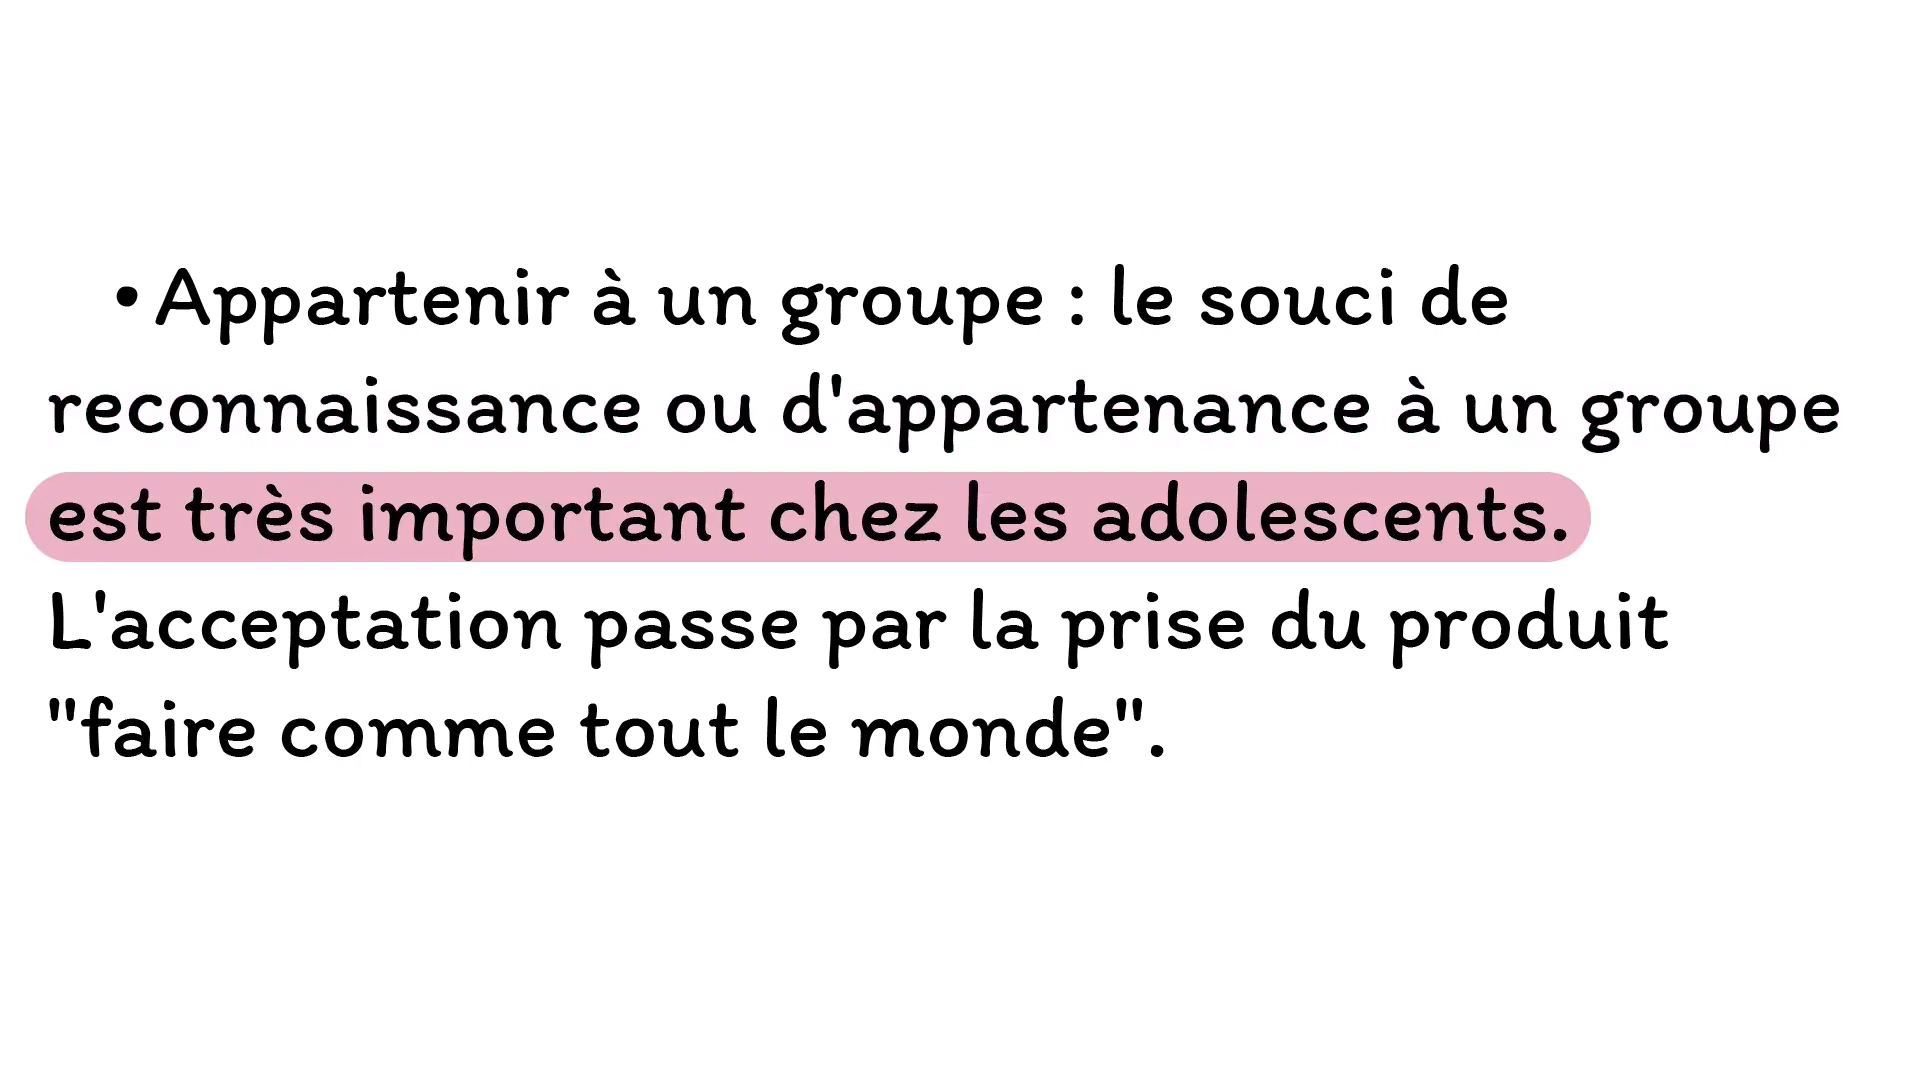 • Appartenir à un groupe : le souci de
reconnaissance ou d'appartenance à un groupe
est très important chez les adolescents.
L'acceptation passe par la prise du produit
"faire comme tout le monde".